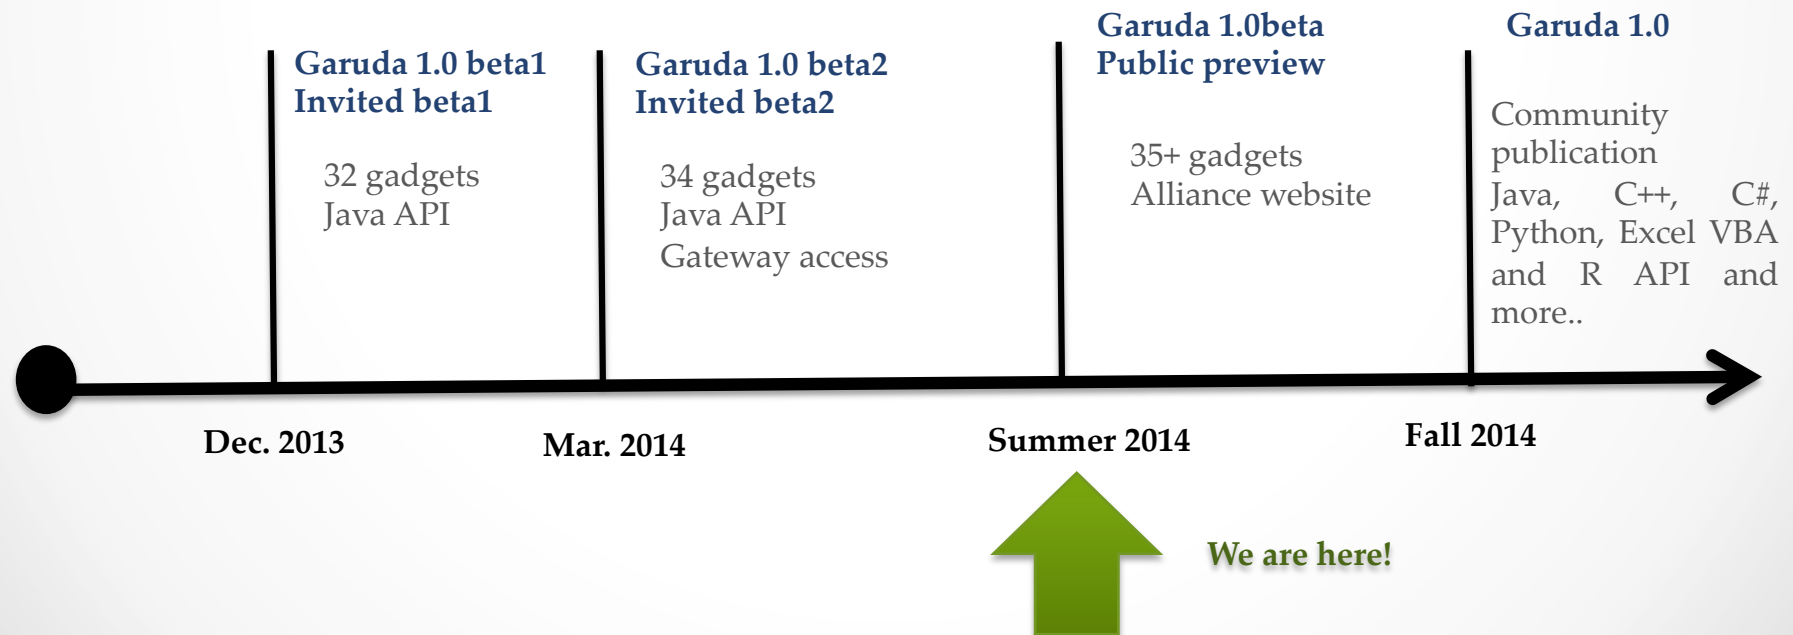 Garuda 1.0 beta1
Invited beta1
32 gadgets
Java API
Garuda 1.0 beta2
Invited beta2
34 gadgets
Java API
Gateway access
Garuda 1.0beta
Public preview
35+ gadgets
Alliance website
Garuda 1.0
Community
publication
Java, C++, C#,
Python, Excel VBA
and R API and
more..
Dec. 2013
Mar. 2014
Summer 2014
Fall 2014
We are here!